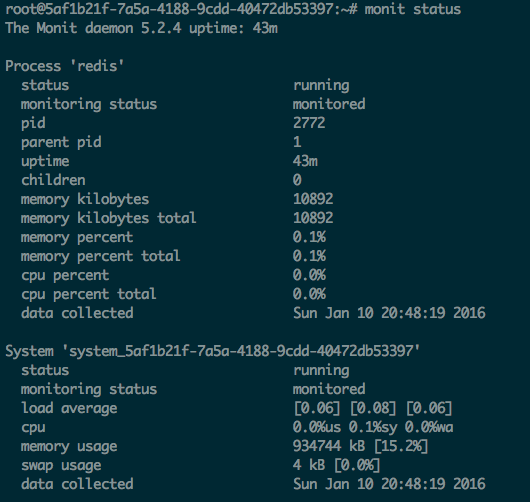 root@5af1b21f-7a5a-4188-9cdd-40472db53397:~# monit status
The Monit daemon 5.2.4 uptime: 43m
Process 'redis'
status running
monitoring status monitored
pid 2772
parent pid 1
uptime 43m
children 0
memory kilobytes 10892
memory kilobytes total 10892
memory percent 0.1%
memory percent total 0.1%
cpu percent 0.0%
cpu percent total 0.0%
data collected Sun Jan 10 20:48:19 2016
System 'system_5af1b21f-7a5a-4188-9cdd-40472db53397'
status running
monitoring status monitored
load average [0.06] [0.08] [0.06]
cpu 0.0%us 0.1%sy 0.0%wa
memory usage 934744 kB [15.2%]
swap usage 4 kB [0.0%]
data collected Sun Jan 10 20:48:19 2016